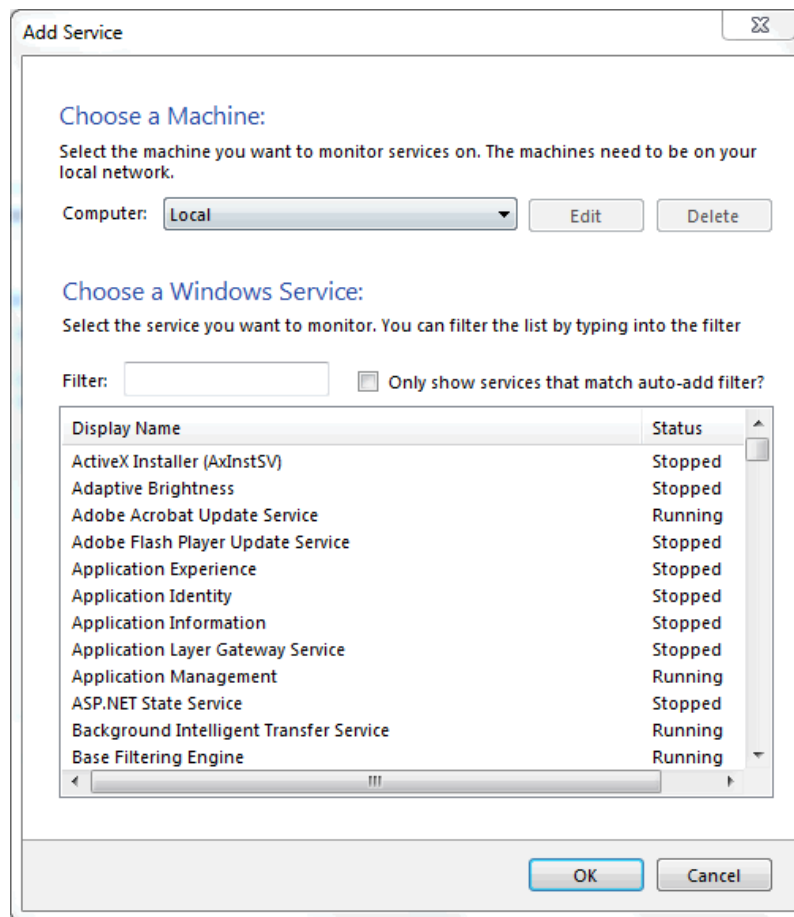 Add Service
Choose a Machine:
Select the machine you want to monitor services on. The machines need to be on your
local network.
Computer: Local Edit Delete
Choose a Windows Service:
Select the service you want to monitor. You can filter the list by typing into the filter
Filter: Only show services that match auto-add filter?
Display Name Status
ActiveX Installer (AxInstSV) Stopped
Adaptive Brightness Stopped
Adobe Acrobat Update Service Running
Adobe Flash Player Update Service Stopped
Application Experience Stopped
Application Identity Stopped
Application Information Stopped
Application Layer Gateway Service Stopped
Application Management Running
ASP.NET State Service Stopped
Background Intelligent Transfer Service Running
Base Filtering Engine Running
OK Cancel